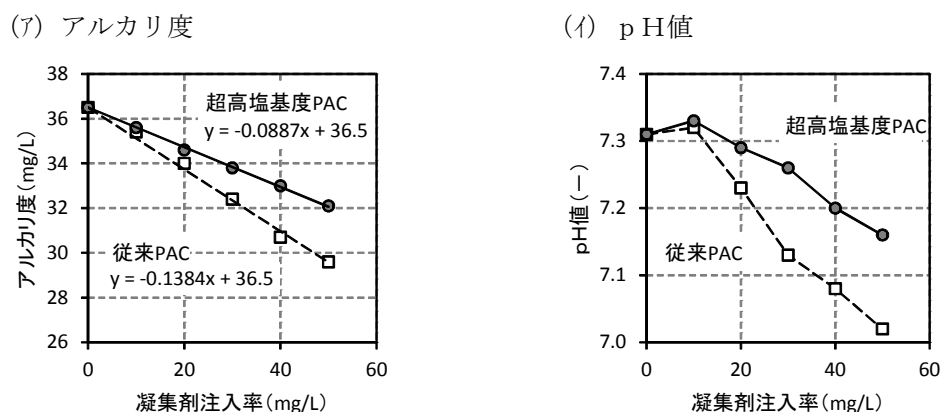 (ア) アルカリ度
38
36
34
32
30
28
26
アルカリ度(mg/L)
超高塩基度PAC
y = -0.0887x + 36.5
従来PAC
y = -0.1384x + 36.5
0
20
40
60
凝集剤注入率(mg/L)
(イ) pH値
7.4
7.3
7.2
7.1
7.0
pH値(-)
超高塩基度PAC
従来PAC
0
20
40
60
凝集剤注入率(mg/L)